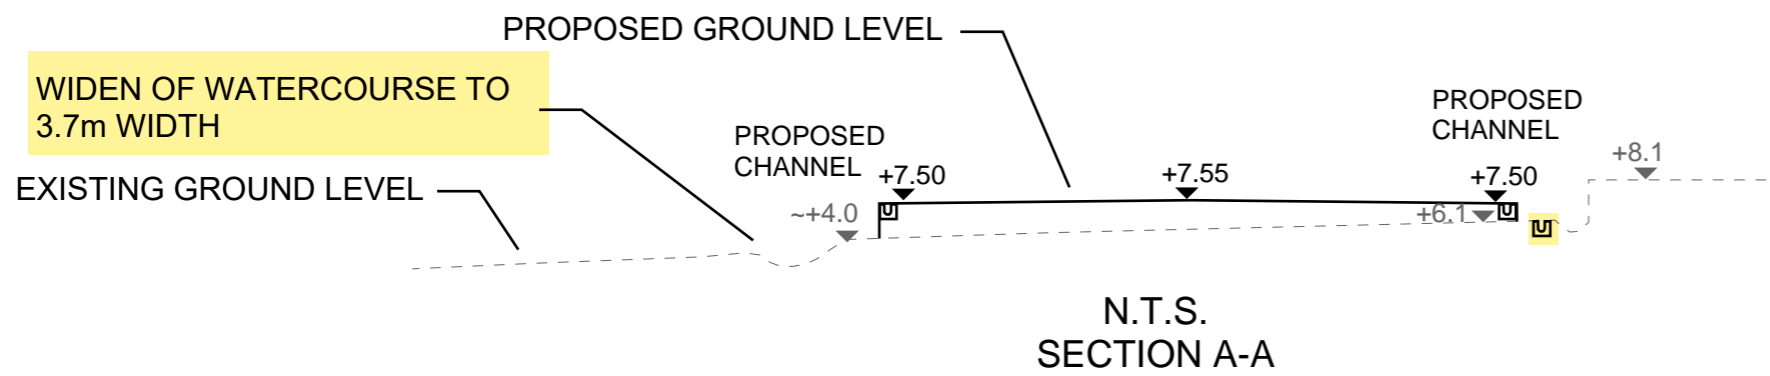 PROPOSED GROUND LEVEL
WIDEN OF WATERCOURSE TO
3.7m WIDTH
EXISTING GROUND LEVEL
PROPOSED
CHANNEL
~+4.0
+7.50
+7.55
PROPOSED
CHANNEL
+7.50
+6.1
+8.1
N.T.S.
SECTION A-A